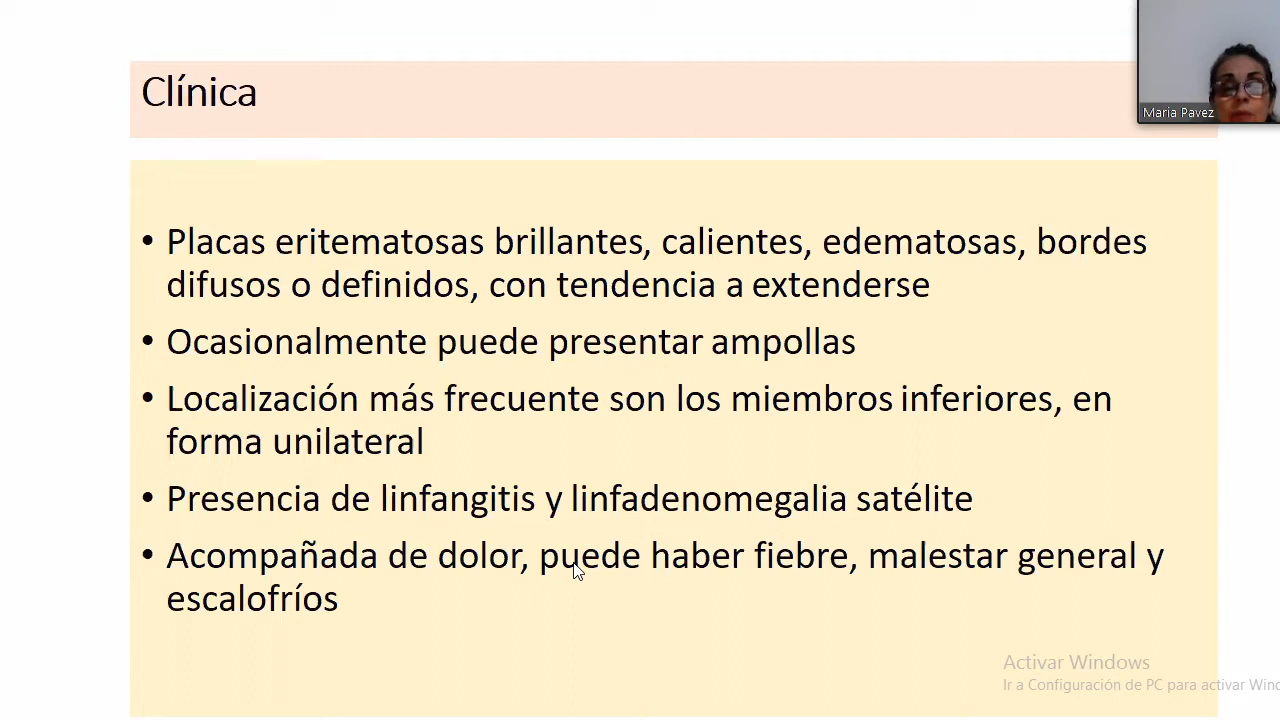 Clínica
Maria Pavez
• Placas eritematosas brillantes, calientes, edematosas, bordes
difusos o definidos, con tendencia a extenderse
• Ocasionalmente puede presentar ampollas
• Localización más frecuente son los miembros inferiores, en
forma unilateral
• Presencia de linfangitis y linfadenomegalia satélite
• Acompañada de dolor, puede haber fiebre, malestar general y
escalofríos
Activar Windows
Ir a Configuración de PC para activar Wind